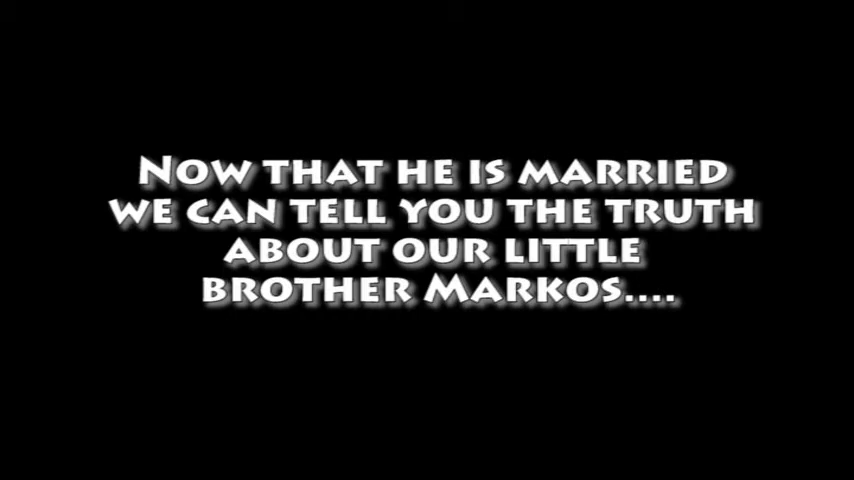 Now that he is married
we can tell you the truth
about our little
brother Markos....